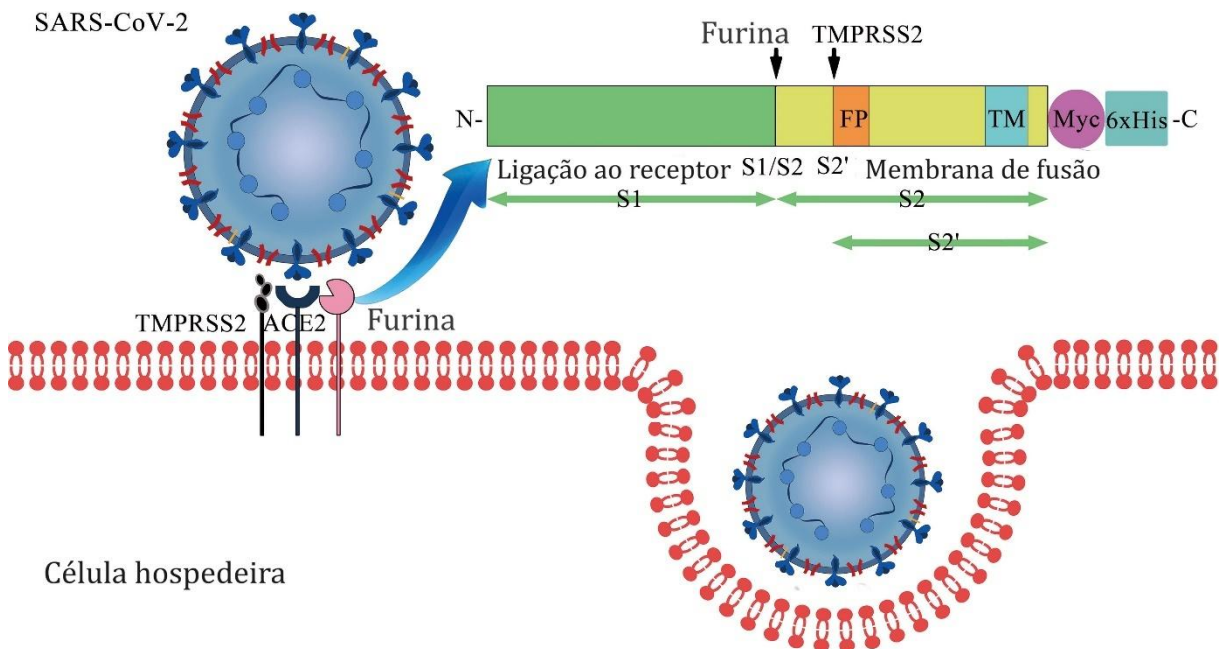 SARS-CoV-2
Furina TMPRSS2
N- FP TM Myc 6xHis -C
Ligação ao receptor S1/S2 S2' Membrana de fusão
S1 S2
S2'
TMPRSS2 ACE2 Furina
Célula hospedeira